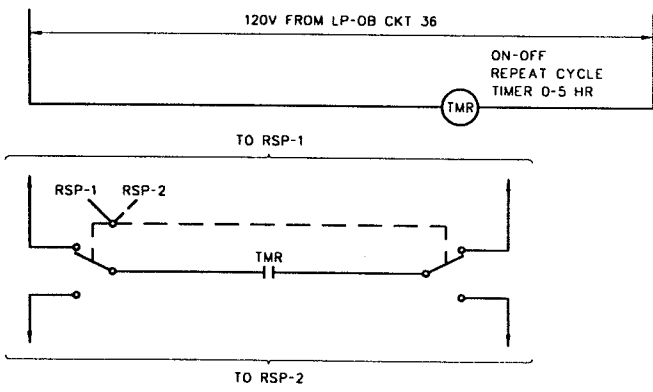 120V FROM LP-OB CKT 36
ON-OFF
REPEAT CYCLE
TIMER 0-5 HR
TMR
TO RSP-1
RSP-1 RSP-2
TMR
TO RSP-2